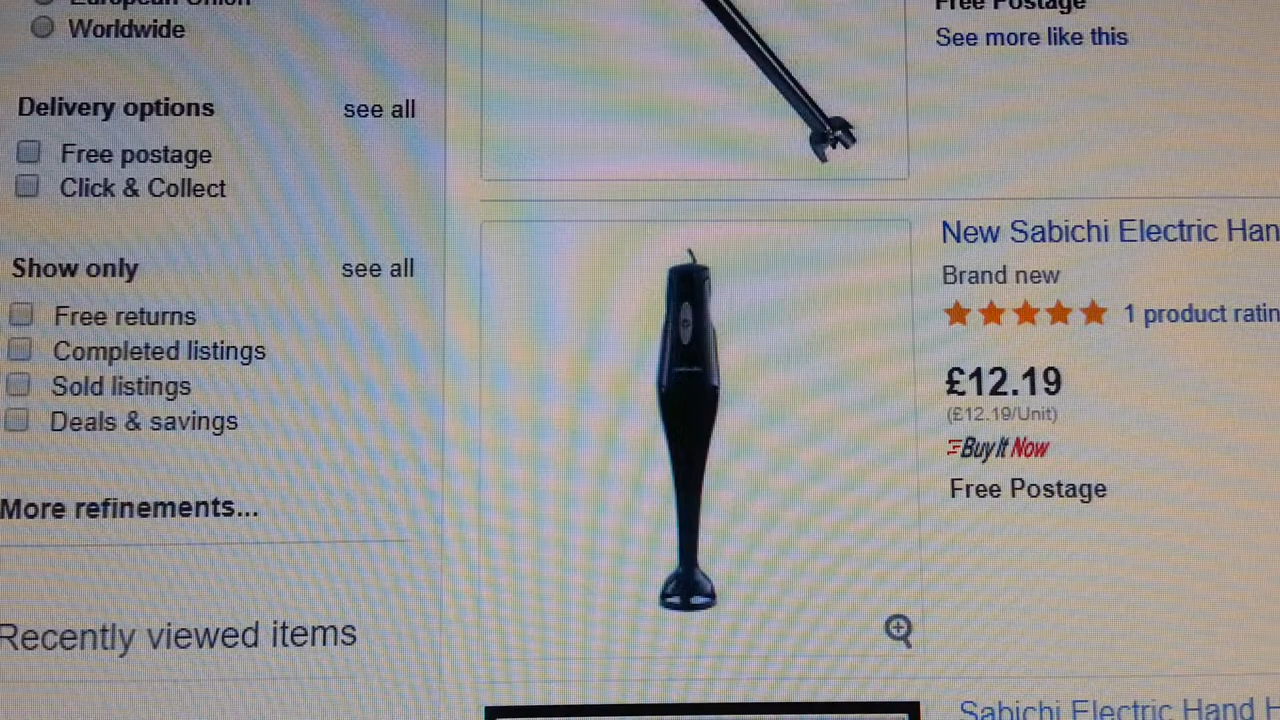 European Union
Worldwide
Delivery options see all
Free postage
Click & Collect
Show only see all
Free returns
Completed listings
Sold listings
Deals & savings
More refinements...
Recently viewed items
Free Postage
See more like this
New Sabichi Electric Han
Brand new
1 product ratin
£12.19
(£12.19/Unit)
Buy It Now
Free Postage
Sabichi Electric Hand H